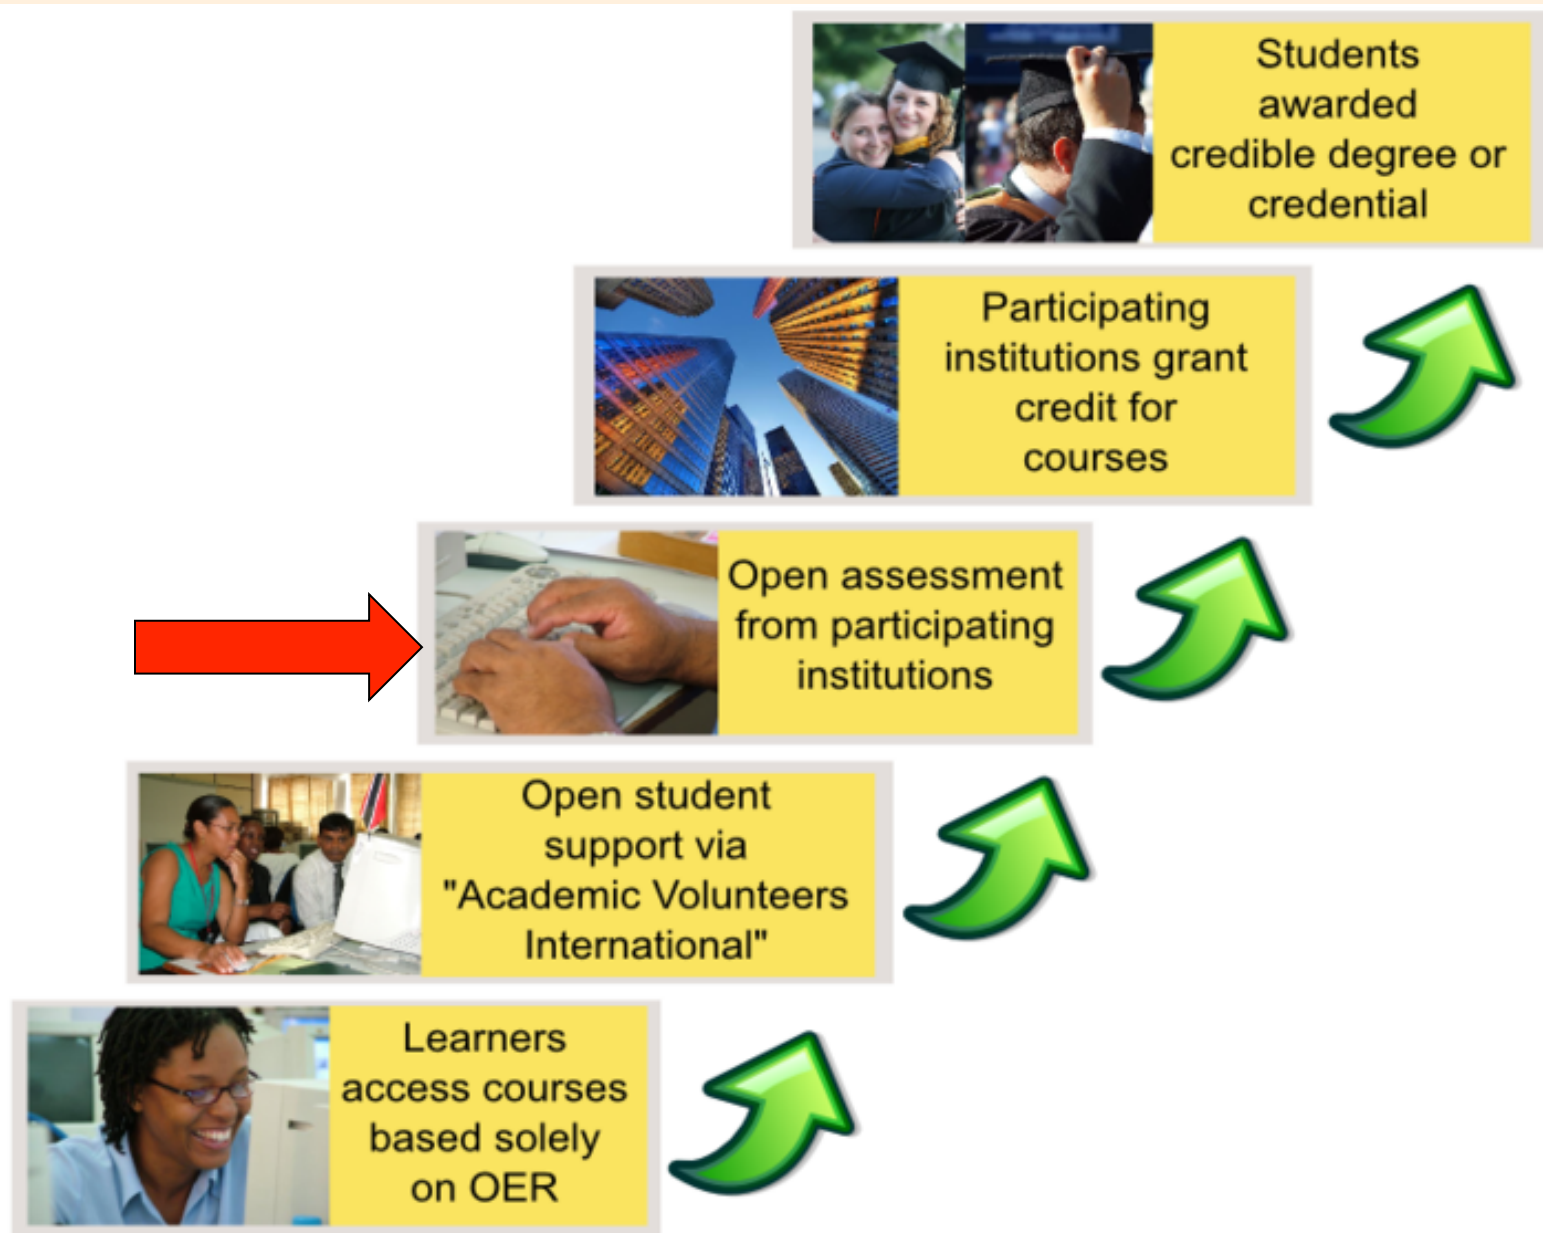 Students
awarded
credible degree or
credential
Participating
institutions grant
credit for
courses
Open assessment
from participating
institutions
Open student
support via
"Academic Volunteers
International"
Learners
access courses
based solely
on OER